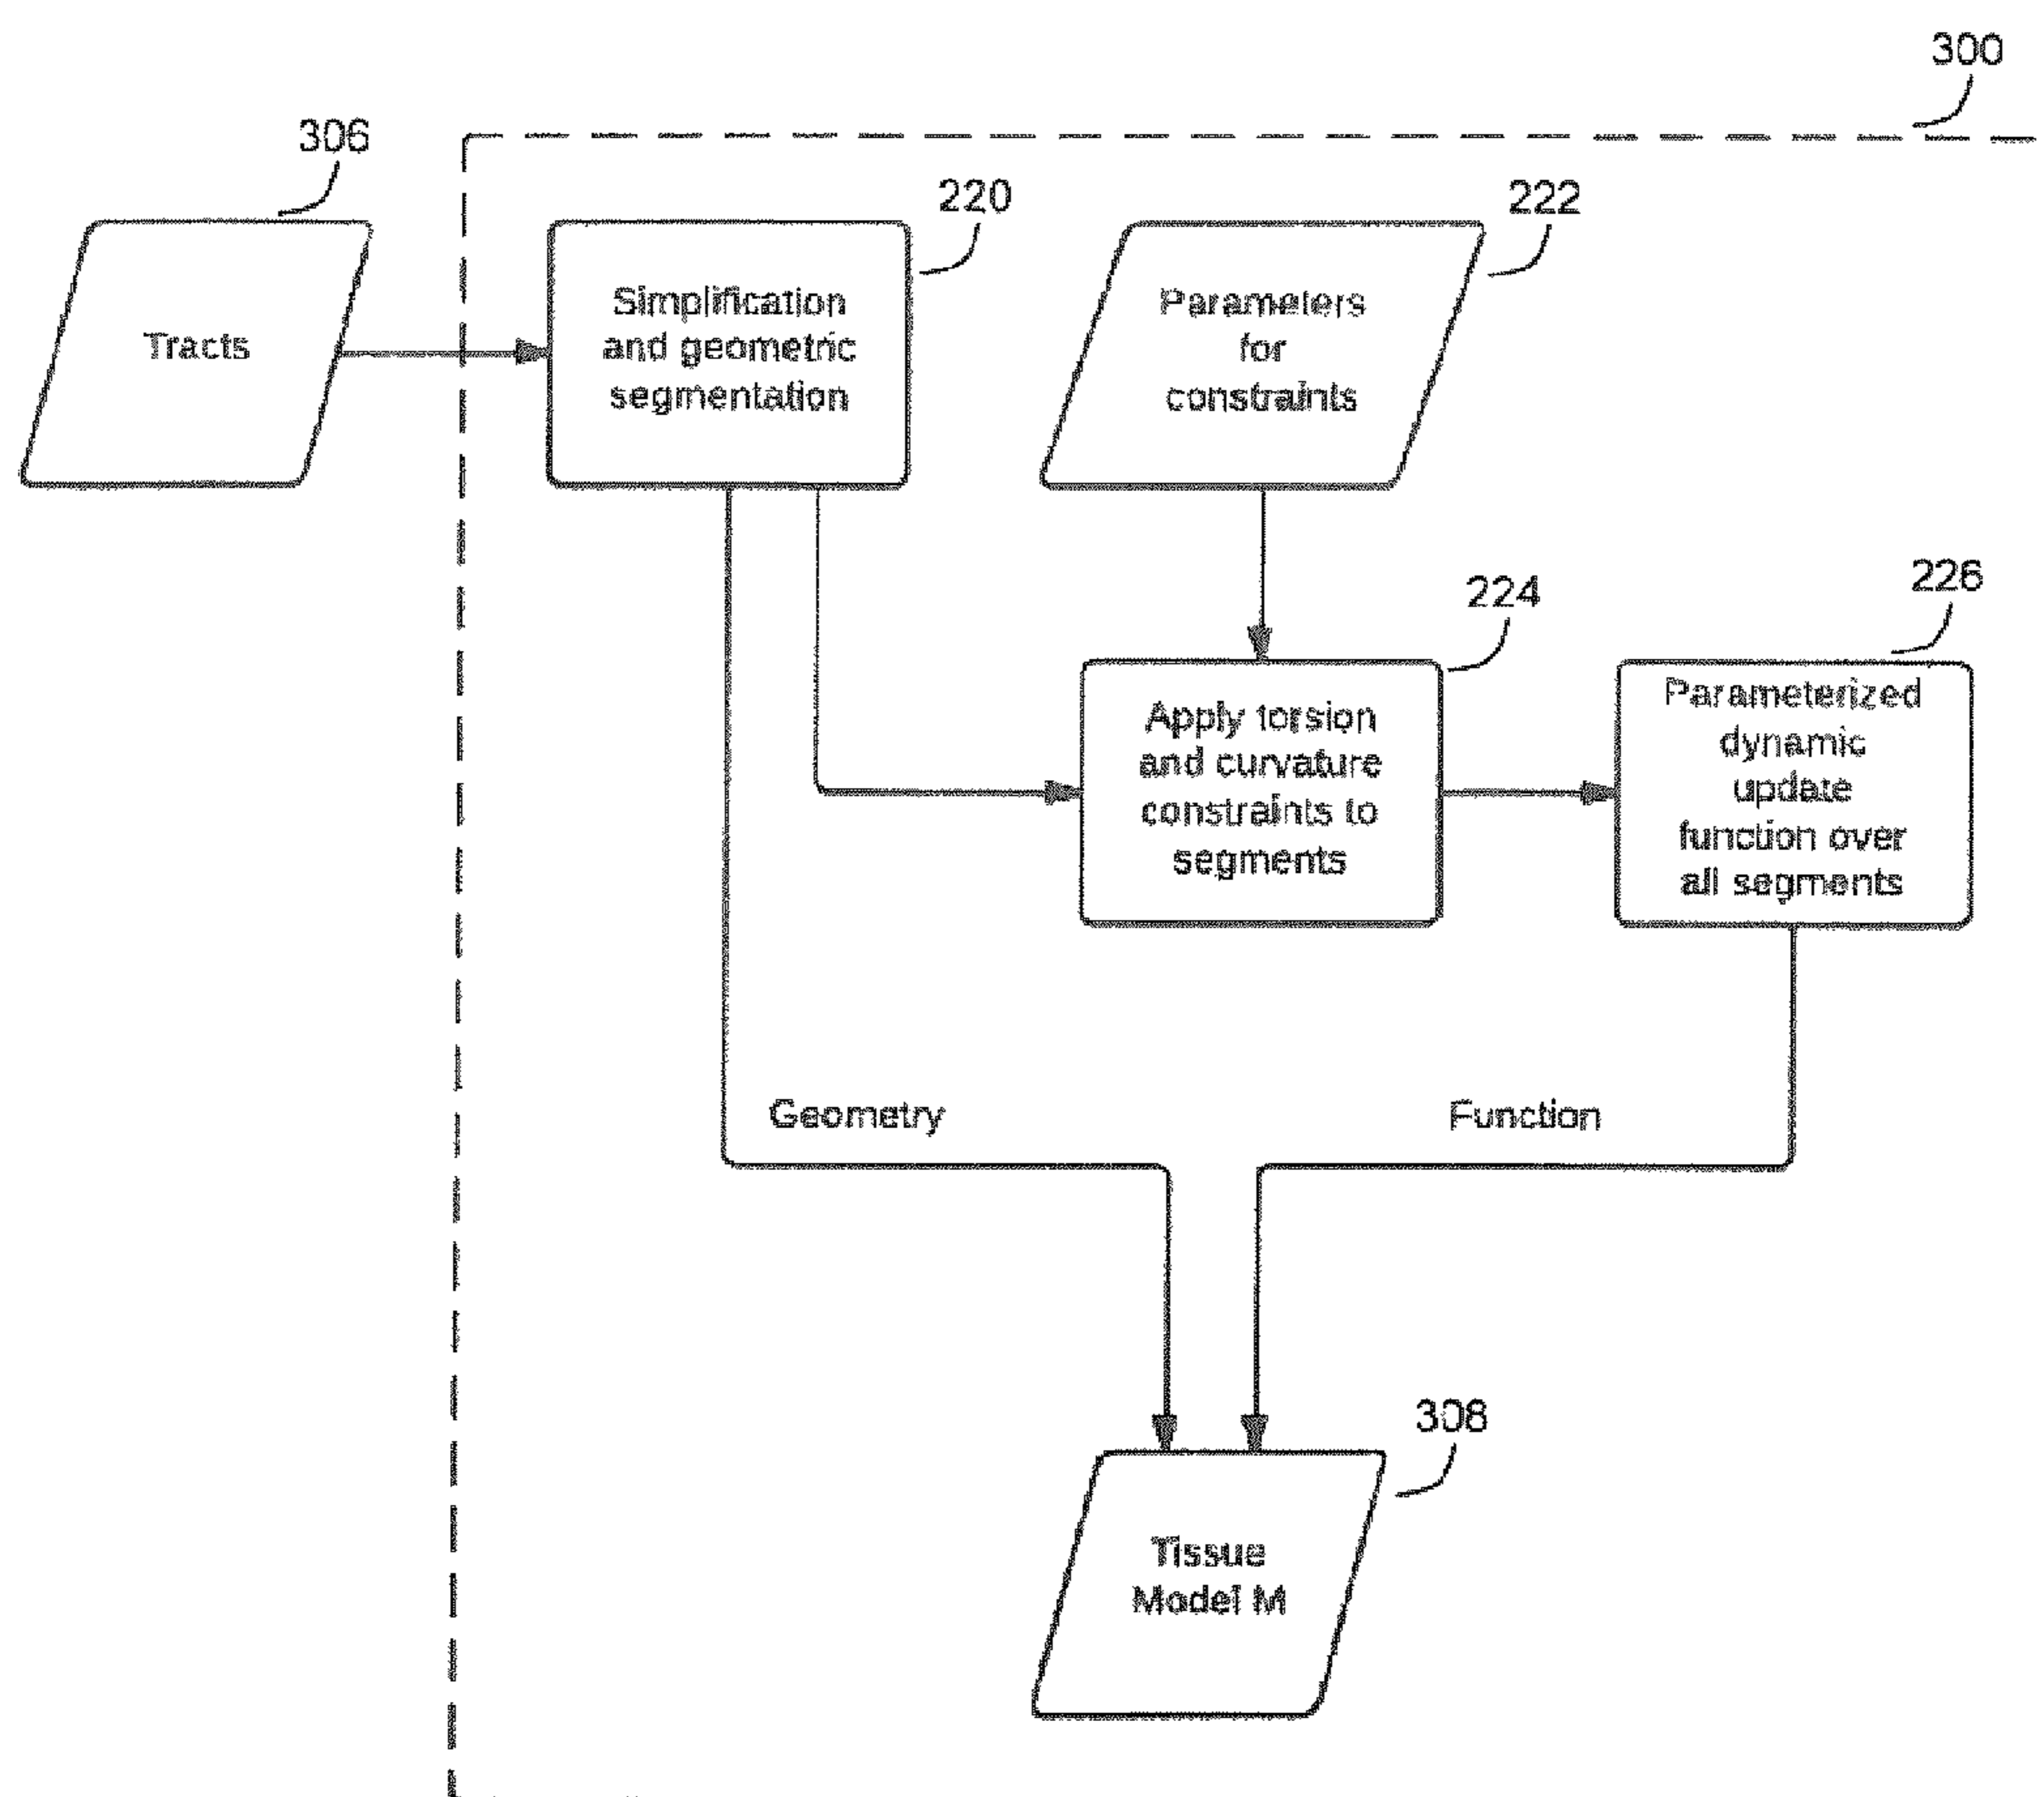 300
306
220
222
Tracts
Simplification
and geometric
segmentation
Parameters
for
constraints
224
226
Apply torsion
and curvature
constraints to
segments
Parameterized
dynamic
update
function over
all segments
Geometry
Function
308
Tissue
Model M